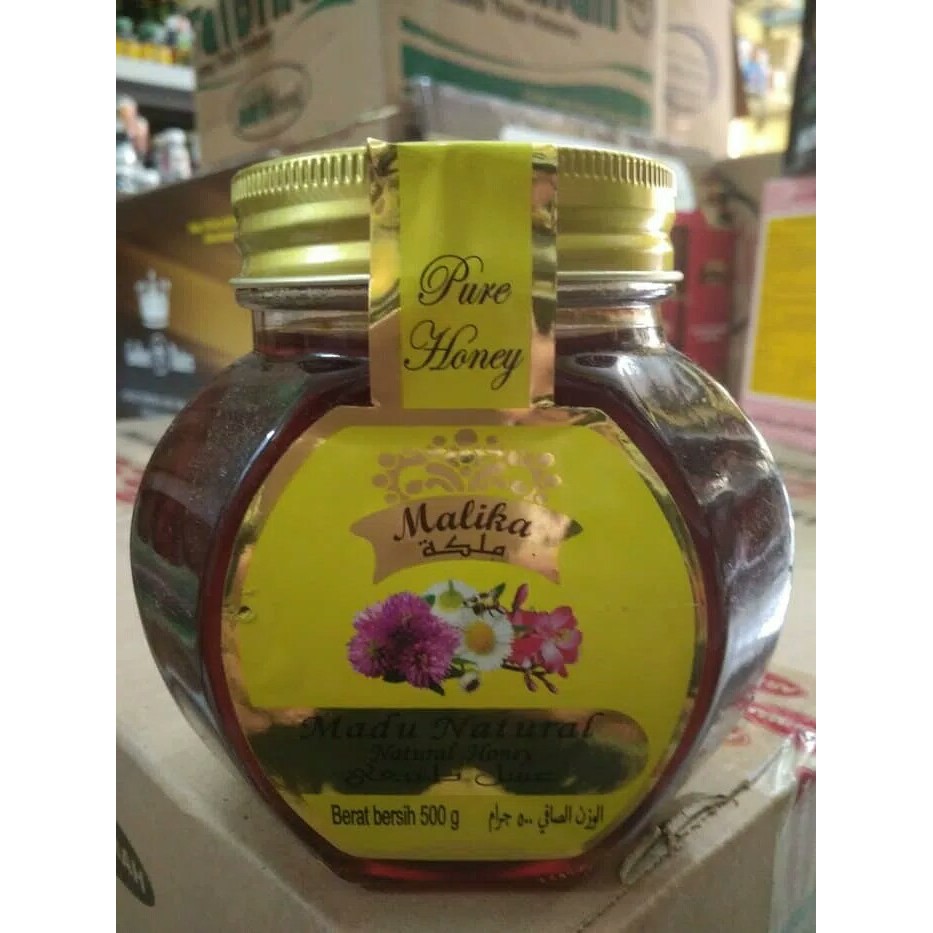 Pure
Honey
Malika
ملكة
Madu Natural
Natural Honey
عسل طبيعي
Berat bersih 500 g
الوزن الصافي ٥٠٠ جرام